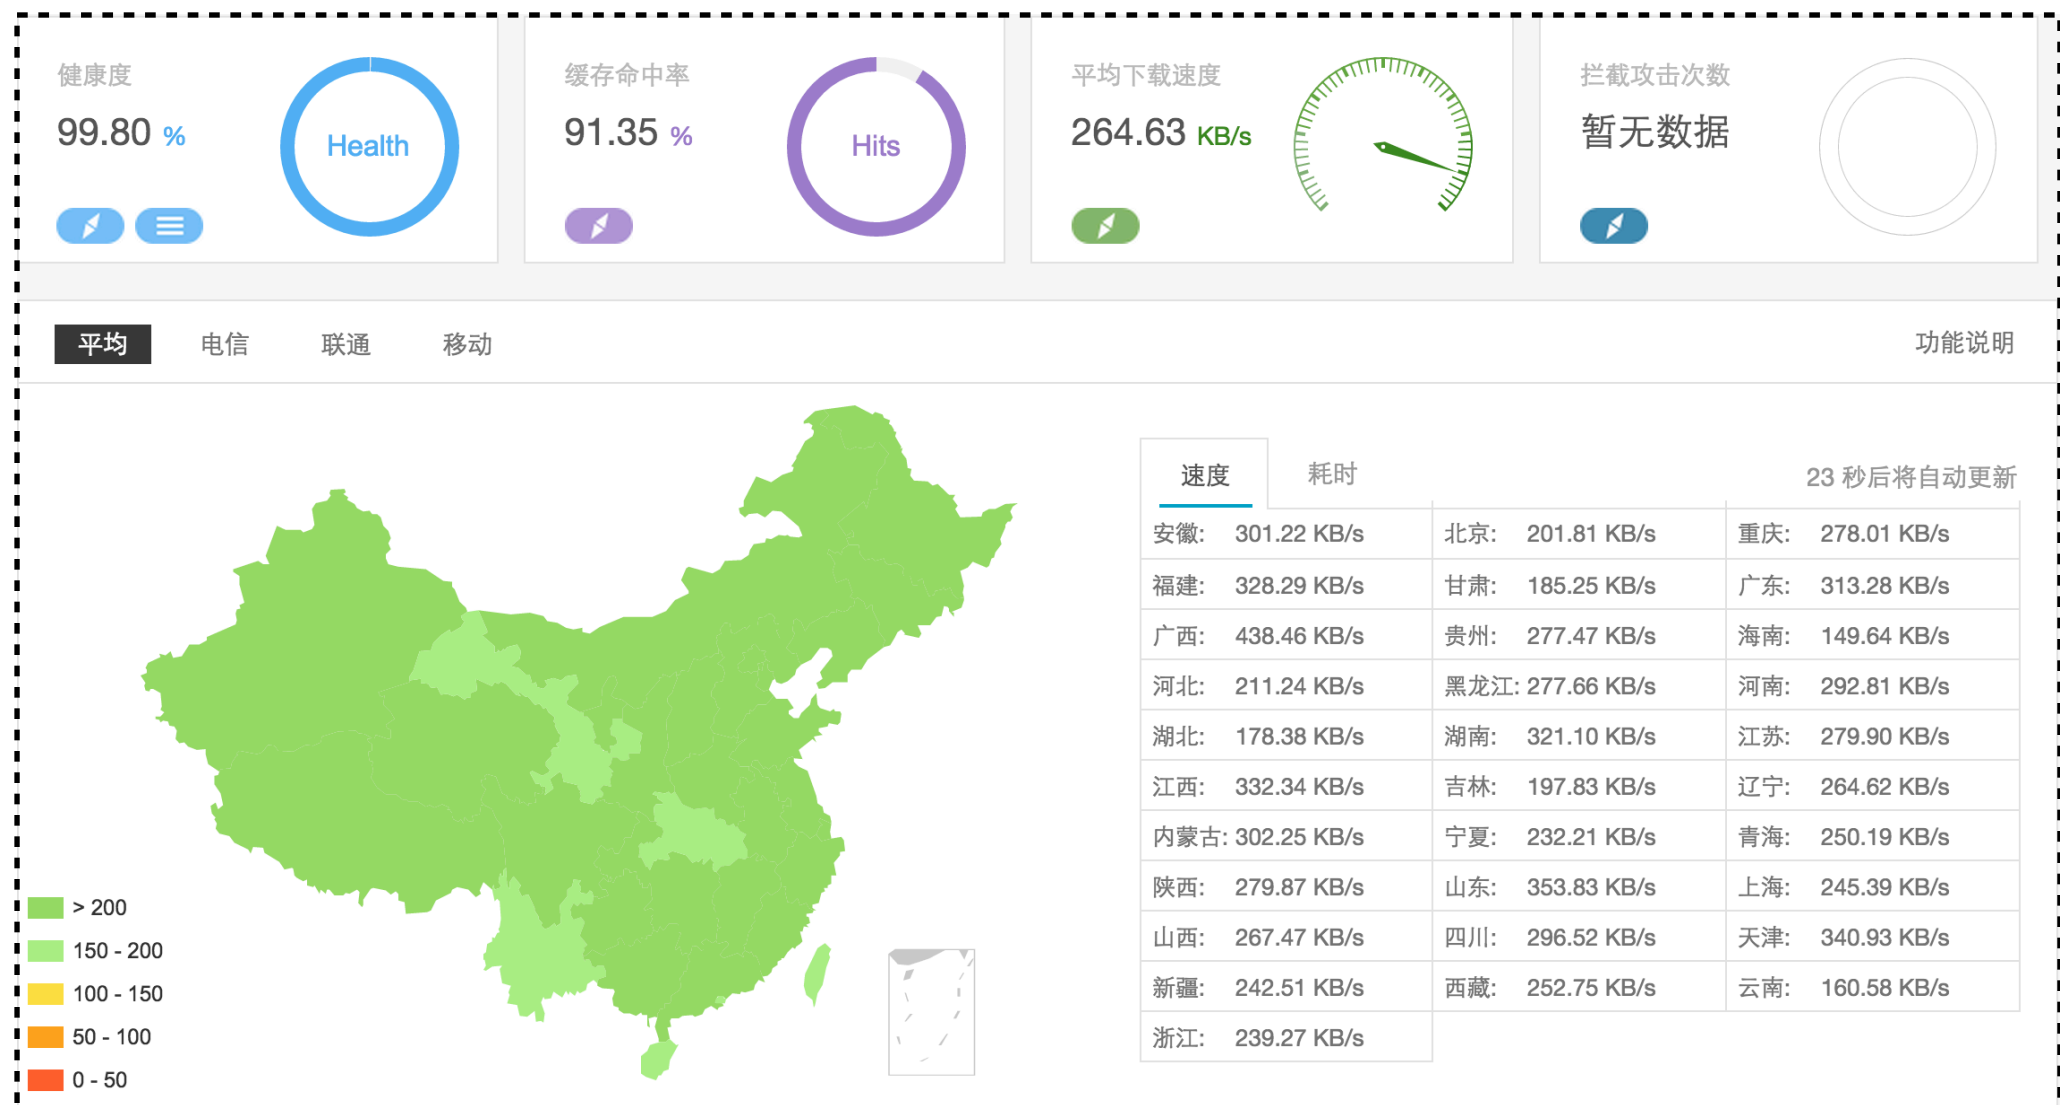 健康度
99.80 %
Health
缓存命中率
91.35 %
Hits
平均下载速度
264.63 KB/s
拦截攻击次数
暂无数据
平均 电信 联通 移动 功能说明
速度 耗时 23 秒后将自动更新
安徽: 301.22 KB/s 北京: 201.81 KB/s 重庆: 278.01 KB/s
福建: 328.29 KB/s 甘肃: 185.25 KB/s 广东: 313.28 KB/s
广西: 438.46 KB/s 贵州: 277.47 KB/s 海南: 149.64 KB/s
河北: 211.24 KB/s 黑龙江: 277.66 KB/s 河南: 292.81 KB/s
湖北: 178.38 KB/s 湖南: 321.10 KB/s 江苏: 279.90 KB/s
江西: 332.34 KB/s 吉林: 197.83 KB/s 辽宁: 264.62 KB/s
内蒙古: 302.25 KB/s 宁夏: 232.21 KB/s 青海: 250.19 KB/s
陕西: 279.87 KB/s 山东: 353.83 KB/s 上海: 245.39 KB/s
山西: 267.47 KB/s 四川: 296.52 KB/s 天津: 340.93 KB/s
新疆: 242.51 KB/s 西藏: 252.75 KB/s 云南: 160.58 KB/s
浙江: 239.27 KB/s
> 200
150 - 200
100 - 150
50 - 100
0 - 50